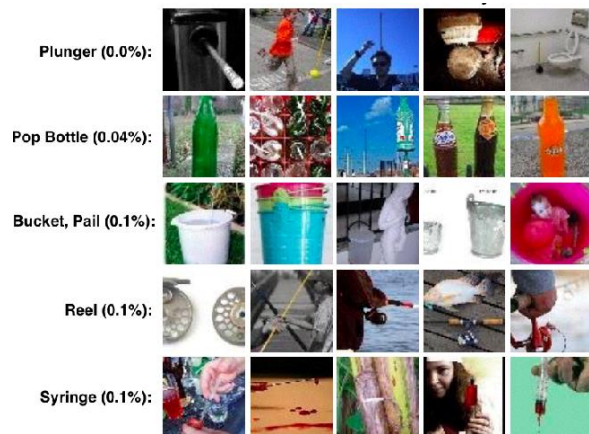 Plunger (0.0%):
Pop Bottle (0.04%):
Bucket, Pail (0.1%):
Reel (0.1%):
Syringe (0.1%):